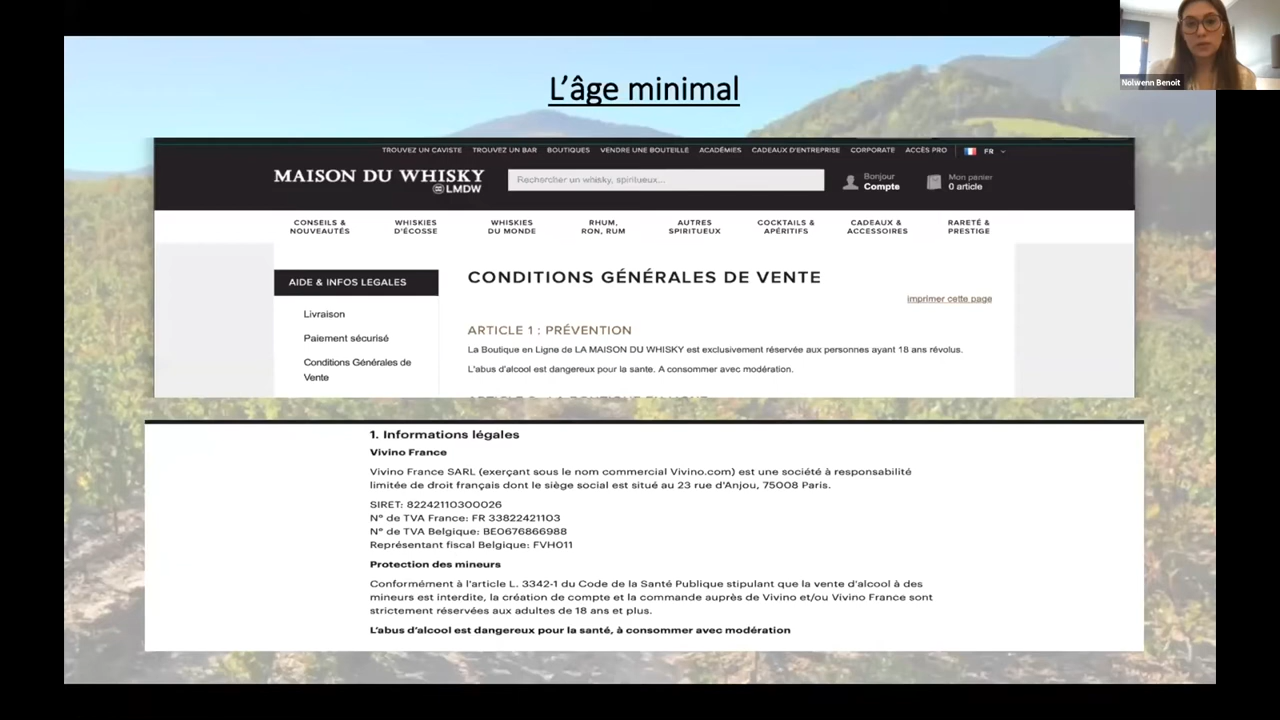 L'âge minimal
Nolwenn Benoit
TROUVEZ UN CAVISTE TROUVEZ UN BAR BOUTIQUES VENDRE UNE BOUTEILLE ACADÉMIES CADEAUX D'ENTREPRISE CORPORATE ACCÈS PRO FR
MAISON DU WHISKY
LMDW
Rechercher un whisky, spiritueux...
Bonjour
Compte
Mon panier
0 article
CONSEILS &
NOUVEAUTÉS
WHISKIES
D'ÉCOSSE
WHISKIES
DU MONDE
RHUM,
RON, RUM
AUTRES
SPIRITUEUX
COCKTAILS &
APÉRITIFS
CADEAUX &
ACCESSOIRES
RARETÉ &
PRESTIGE
AIDE & INFOS LEGALES
Livraison
Paiement sécurisé
Conditions Générales de
Vente
CONDITIONS GÉNÉRALES DE VENTE
imprimer cette page
ARTICLE 1 : PRÉVENTION
La Boutique en Ligne de LA MAISON DU WHISKY est exclusivement réservée aux personnes ayant 18 ans révolus.
L'abus d'alcool est dangereux pour la sante. A consommer avec modération.
1. Informations légales
Vivino France
Vivino France SARL (exerçant sous le nom commercial Vivino.com) est une société à responsabilité
limitée de droit français dont le siège social est situé au 23 rue d'Anjou, 75008 Paris.
SIRET: 82242110300026
N° de TVA France: FR 33822421103
N° de TVA Belgique: BE0676866988
Représentant fiscal Belgique: FVH011
Protection des mineurs
Conformément à l'article L. 3342-1 du Code de la Santé Publique stipulant que la vente d'alcool à des
mineurs est interdite, la création de compte et la commande auprès de Vivino et/ou Vivino France sont
strictement réservées aux adultes de 18 ans et plus.
L'abus d'alcool est dangereux pour la santé, à consommer avec modération